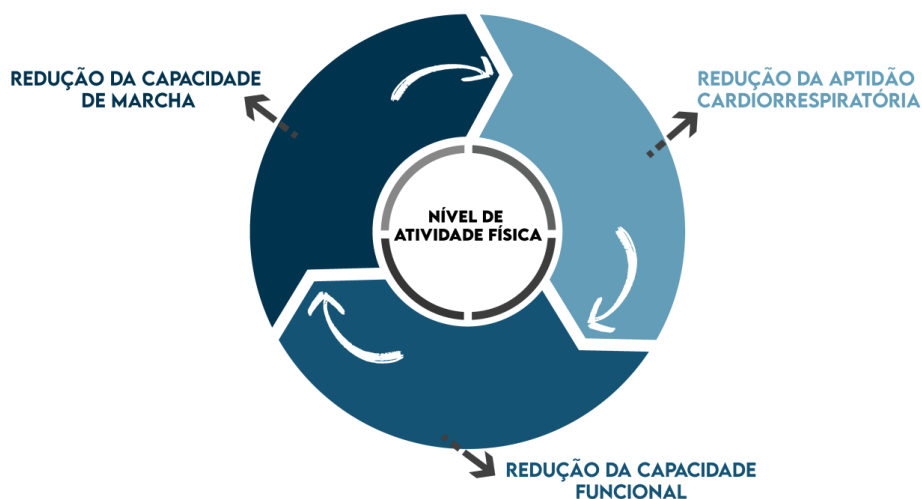 REDUÇÃO DA CAPACIDADE
DE MARCHA
REDUÇÃO DA APTIDÃO
CARDIORRESPIRATÓRIA
NÍVEL DE
ATIVIDADE FÍSICA
REDUÇÃO DA CAPACIDADE
FUNCIONAL